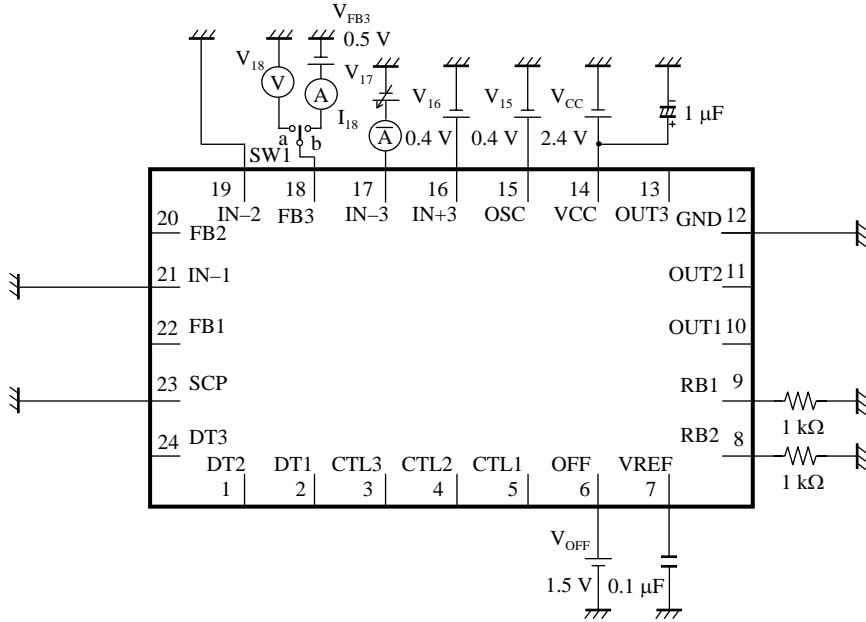 V_FB3
0.5 V
V_18
V
V_17
A
I_18
A
V_16
0.4 V
V_15
0.4 V
V_CC
2.4 V
−
+
1 μF
a
b
SW1
19 18 17 16 15 14 13
IN–2 FB3 IN–3 IN+3 OSC VCC OUT3
20
FB2
GND
12
21
IN–1
OUT2
11
22
FB1
OUT1
10
23
SCP
RB1
9
1 kΩ
24
DT3
RB2
8
1 kΩ
DT2 DT1 CTL3 CTL2 CTL1 OFF VREF
1 2 3 4 5 6 7
V_OFF
1.5 V
0.1 μF